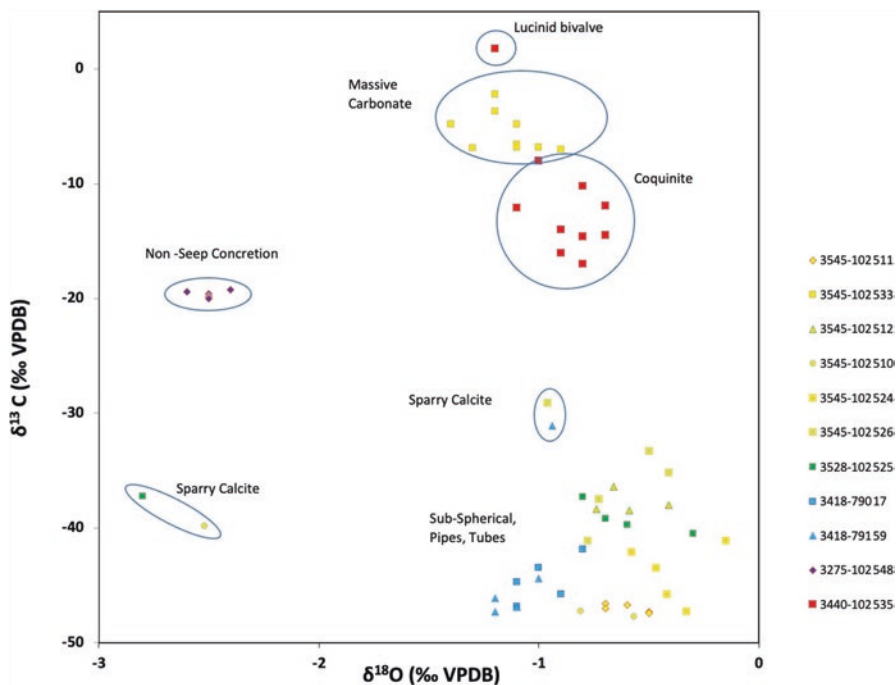 Lucinid bivalve
Massive
Carbonate
Coquinite
Non -Seep Concretion
Sparry Calcite
Sparry Calcite
Sub-Spherical,
Pipes, Tubes
0
-10
-20
-30
-40
-50
-3
-2
-1
0
δ13 C (‰ VPDB)
δ18O (‰ VPDB)
3545-102511
3545-102533
3545-102512
3545-102510
3545-102524
3545-102526
3528-102525
3418-79017
3418-79159
3275-102548
3440-102535